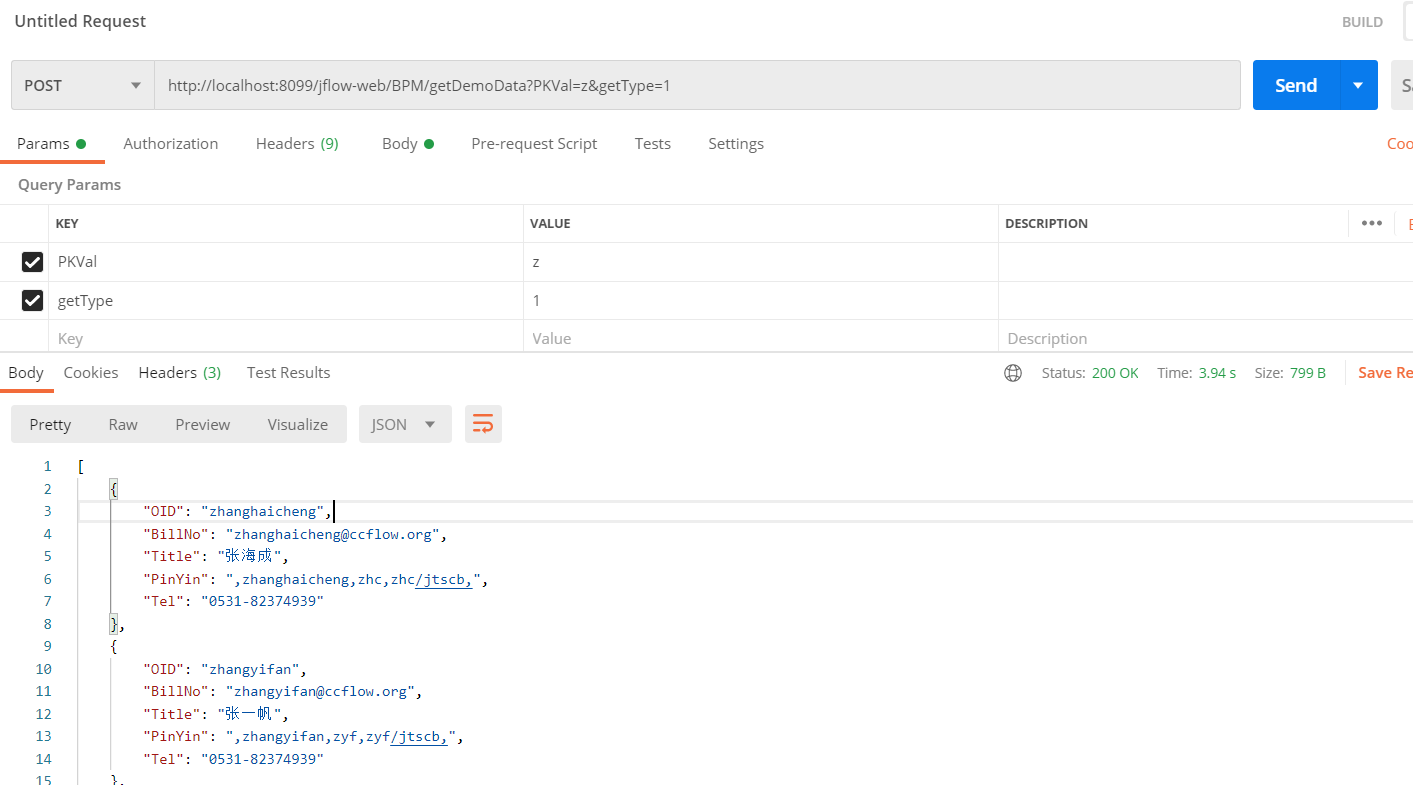 Untitled Request
BUILD
POST
http://localhost:8099/jflow-web/BPM/getDemoData?PKVal=z&getType=1
Send
Params
Authorization
Headers (9)
Body
Pre-request Script
Tests
Settings
Query Params
KEY VALUE DESCRIPTION •••
PKVal z
getType 1
Key Value Description
Body Cookies Headers (3) Test Results
Status: 200 OK Time: 3.94 s Size: 799 B
Pretty Raw Preview Visualize JSON
1 [
2 {
3 "OID": "zhanghaicheng",
4 "BillNo": "zhanghaicheng@ccflow.org",
5 "Title": "张海成",
6 "PinYin": ",zhanghaicheng,zhc,zhc/jtscb,",
7 "Tel": "0531-82374939"
8 },
9 {
10 "OID": "zhangyifan",
11 "BillNo": "zhangyifan@ccflow.org",
12 "Title": "张一帆",
13 "PinYin": ",zhangyifan,zyf,zyf/jtscb,",
14 "Tel": "0531-82374939"
15 },